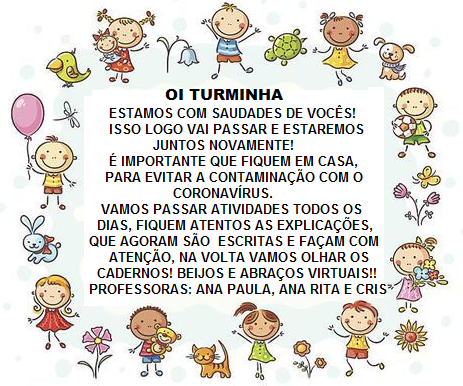 OI TURMINHA
ESTAMOS COM SAUDADES DE VOCÊS!
ISSO LOGO VAI PASSAR E ESTAREMOS
JUNTOS NOVAMENTE!
É IMPORTANTE QUE FIQUEM EM CASA,
PARA EVITAR A CONTAMINAÇÃO COM O
CORONAVÍRUS.
VAMOS PASSAR ATIVIDADES TODOS OS
DIAS, FIQUEM ATENTOS AS EXPLICAÇÕES,
QUE AGORAM SÃO ESCRITAS E FAÇAM COM
ATENÇÃO, NA VOLTA VAMOS OLHAR OS
CADERNOS! BEIJOS E ABRAÇOS VIRTUAIS!!
PROFESSORAS: ANA PAULA, ANA RITA E CRIS